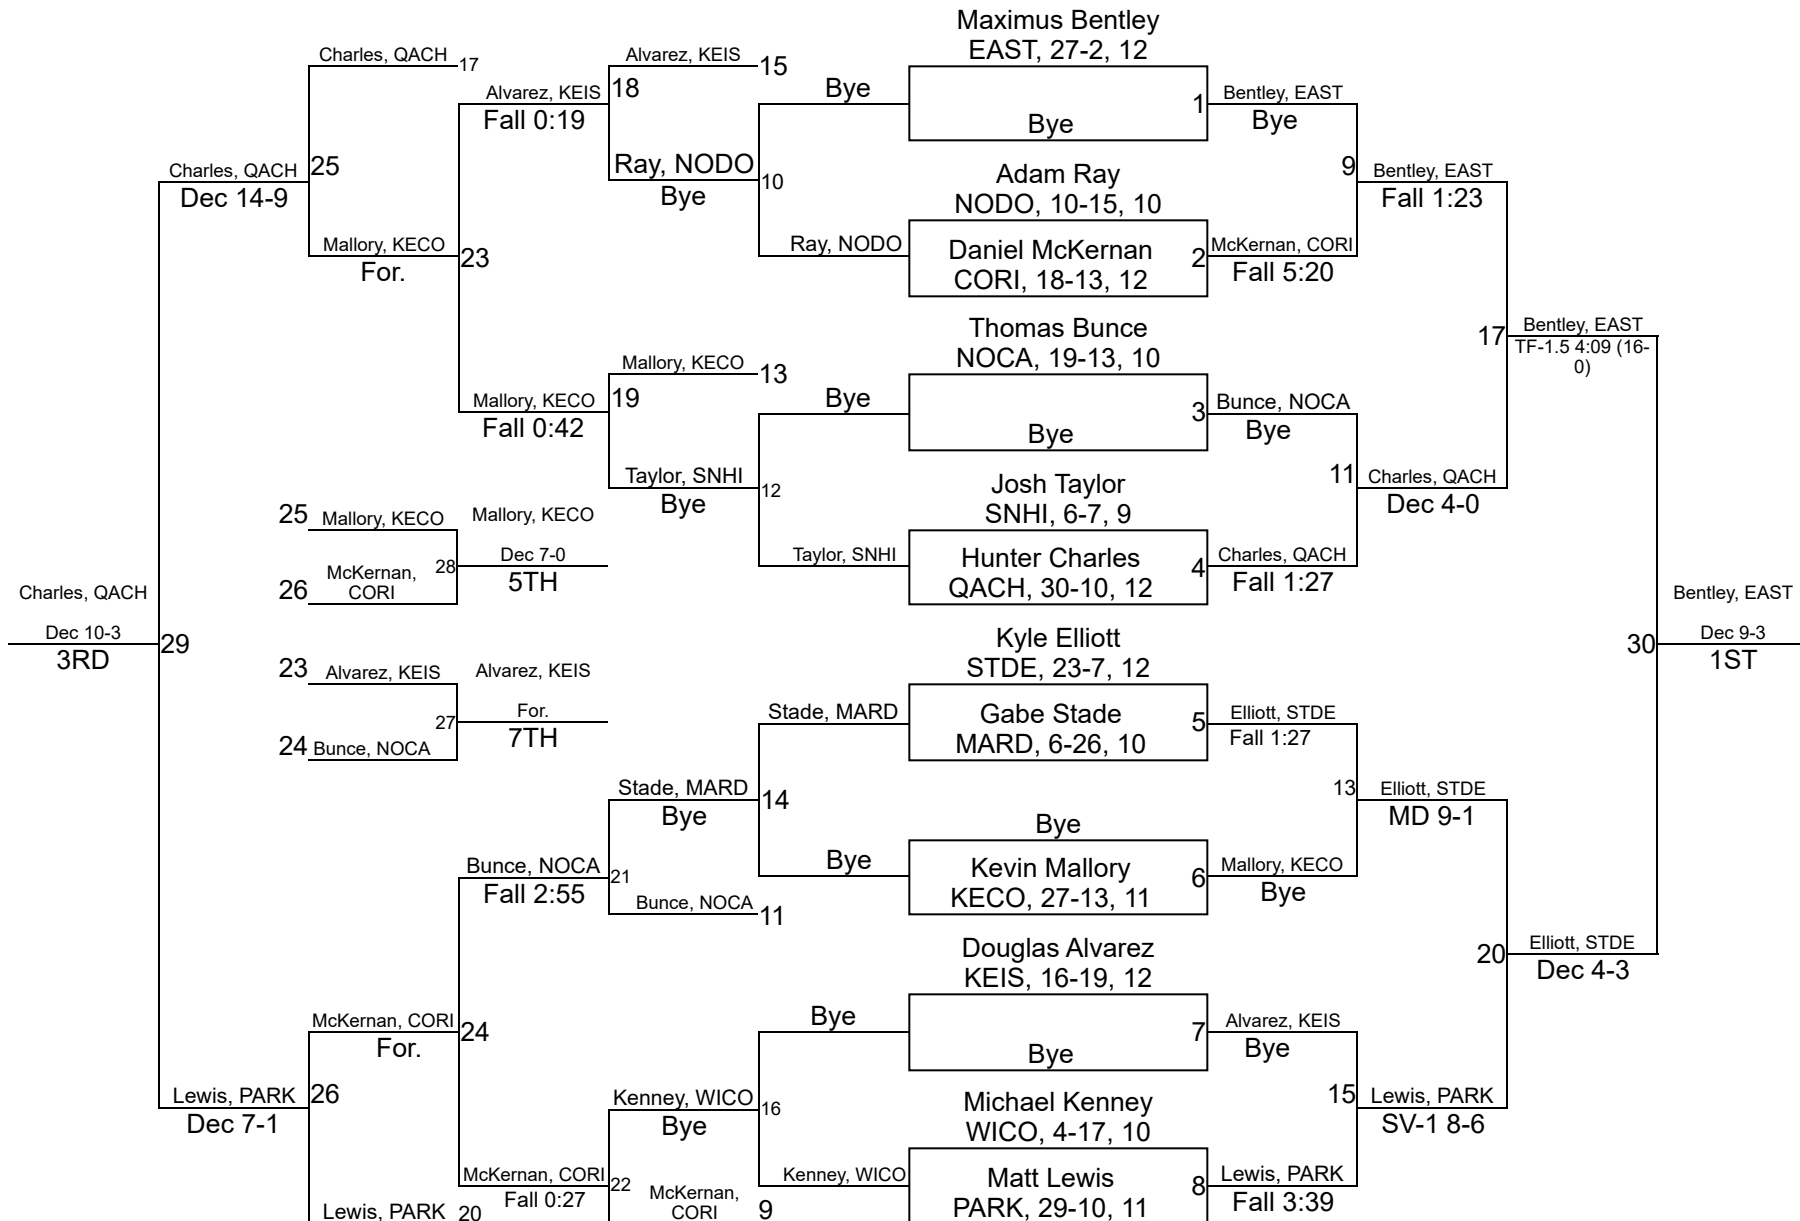 Maximus Bentley
EAST, 27-2, 12
Charles, QACH 17
Alvarez, KEIS 15
Alvarez, KEIS 18
Fall 0:19
Bye
Bye
1
Bentley, EAST
Bye
Charles, QACH 25
Dec 14-9
Ray, NODO 10
Bye
Adam Ray
NODO, 10-15, 10
9
Bentley, EAST
Fall 1:23
Mallory, KECO 23
For.
Ray, NODO
Daniel McKernan
CORI, 18-13, 12
2
McKernan, CORI
Fall 5:20
Thomas Bunce
NOCA, 19-13, 10
17
Bentley, EAST
TF-1.5 4:09 (16-
0)
Mallory, KECO 13
Mallory, KECO 19
Fall 0:42
Bye
Bye
3
Bunce, NOCA
Bye
Taylor, SNHI 12
Bye
Josh Taylor
SNHI, 6-7, 9
11
Charles, QACH
Dec 4-0
25 Mallory, KECO
Mallory, KECO
28
Dec 7-0
5TH
26
McKernan,
CORI
Taylor, SNHI
Hunter Charles
QACH, 30-10, 12
4
Charles, QACH
Fall 1:27
Charles, QACH
Dec 10-3
3RD
29
Kyle Elliott
STDE, 23-7, 12
Bentley, EAST
30
Dec 9-3
1ST
23 Alvarez, KEIS
Alvarez, KEIS
27
For.
7TH
24 Bunce, NOCA
Stade, MARD
Gabe Stade
MARD, 6-26, 10
5
Elliott, STDE
Fall 1:27
Stade, MARD 14
Bye
13
Elliott, STDE
MD 9-1
Bye
Bunce, NOCA 21
Fall 2:55
Bye
Kevin Mallory
KECO, 27-13, 11
6
Mallory, KECO
Bye
Bunce, NOCA 11
Douglas Alvarez
KEIS, 16-19, 12
20
Elliott, STDE
Dec 4-3
McKernan, CORI 24
For.
Bye
Bye
7
Alvarez, KEIS
Bye
Lewis, PARK 26
Dec 7-1
Kenney, WICO 16
Bye
Michael Kenney
WICO, 4-17, 10
15
Lewis, PARK
SV-1 8-6
McKernan, CORI 22
Fall 0:27
Kenney, WICO
Matt Lewis
PARK, 29-10, 11
8
Lewis, PARK
Fall 3:39
Lewis, PARK 20
McKernan,
CORI
9